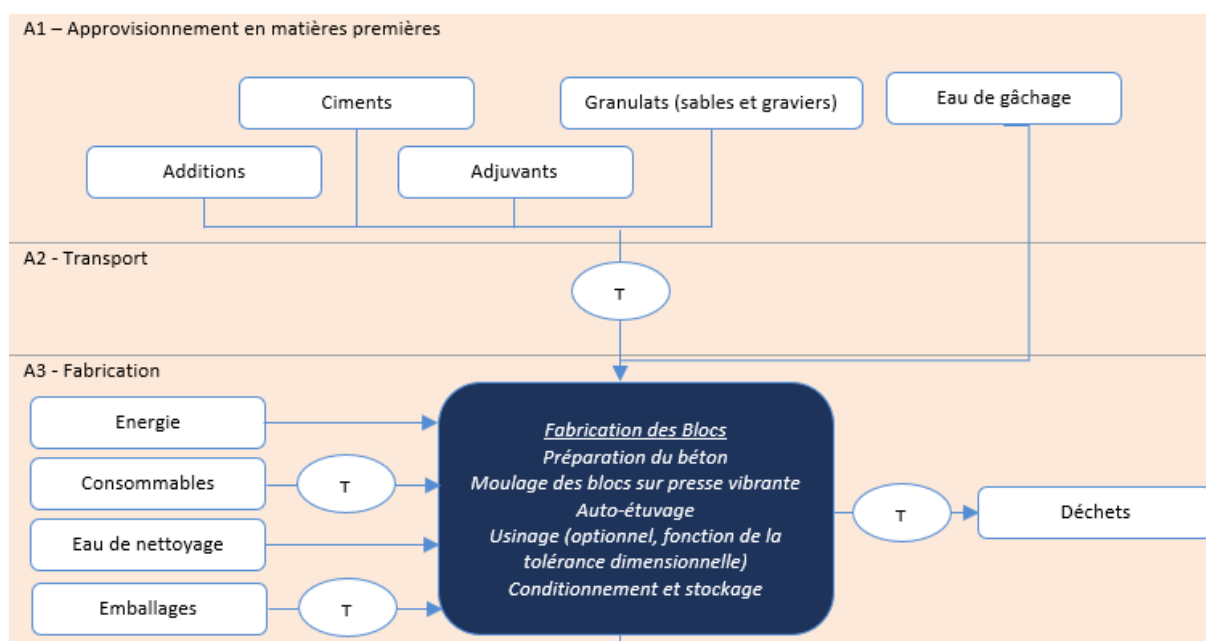 A1 – Approvisionnement en matières premières
Ciments
Granulats (sables et graviers)
Eau de gâchage
Additions
Adjuvants
A2 - Transport
T
A3 - Fabrication
Energie
Consommables
T
Eau de nettoyage
Emballages
T
Fabrication des Blocs
Préparation du béton
Moulage des blocs sur presse vibrante
Auto-étuvage
Usinage (optionnel, fonction de la
tolérance dimensionnelle)
Conditionnement et stockage
T
Déchets